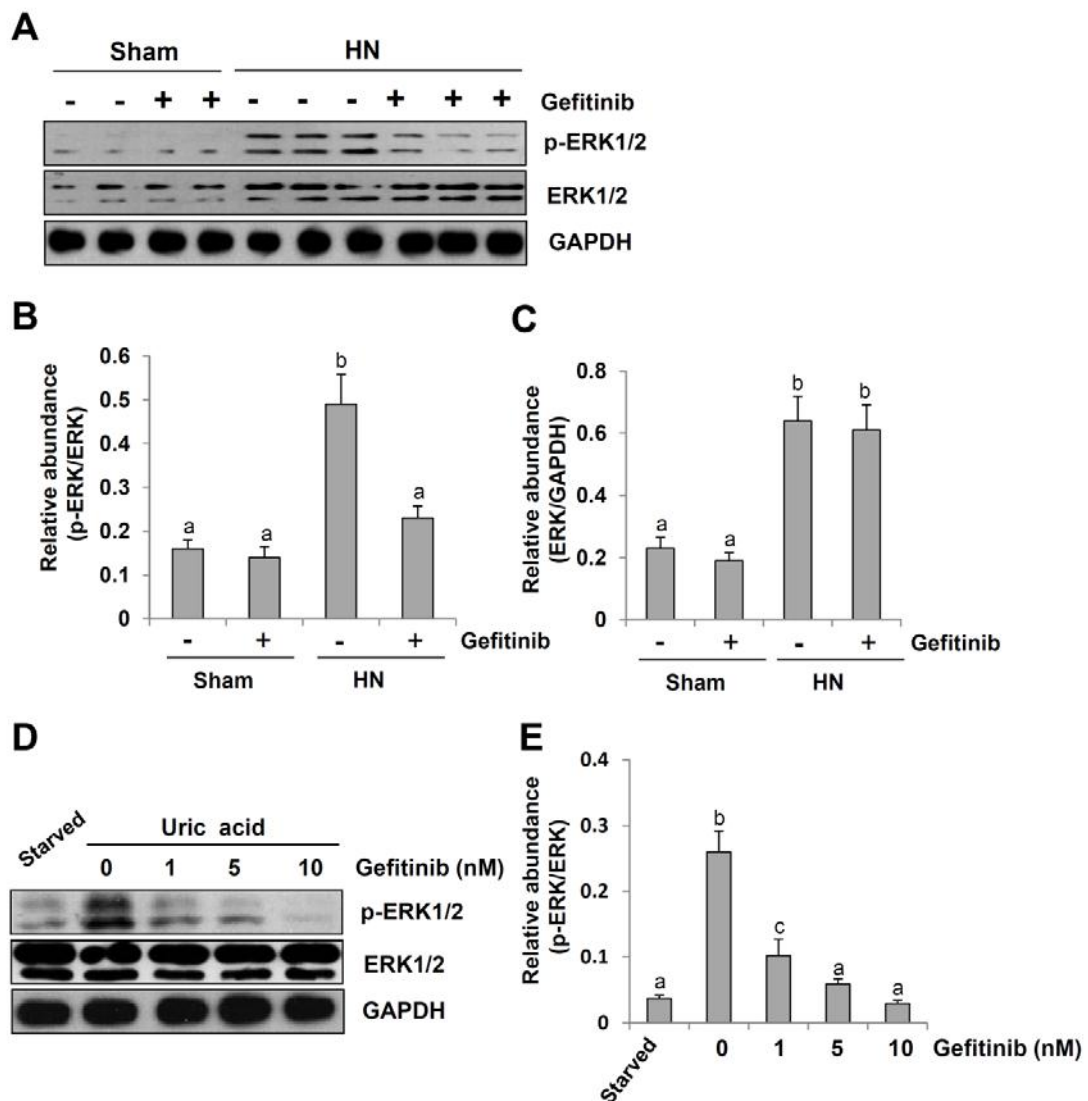 A
Sham HN
- - + + - - - + + + Gefitinib
p-ERK1/2
ERK1/2
GAPDH
B
Relative abundance
(p-ERK/ERK)
0.6
0.5
0.4
0.3
0.2
0.1
0
a a b a
- + - + Gefitinib
Sham HN
C
Relative abundance
(ERK/GAPDH)
0.8
0.6
0.4
0.2
0
a a b b
- + - + Gefitinib
Sham HN
D
Starved Uric acid
0 1 5 10 Gefitinib (nM)
p-ERK1/2
ERK1/2
GAPDH
E
Relative abundance
(p-ERK/ERK)
0.4
0.3
0.2
0.1
0
a b c a a
Starved 0 1 5 10 Gefitinib (nM)